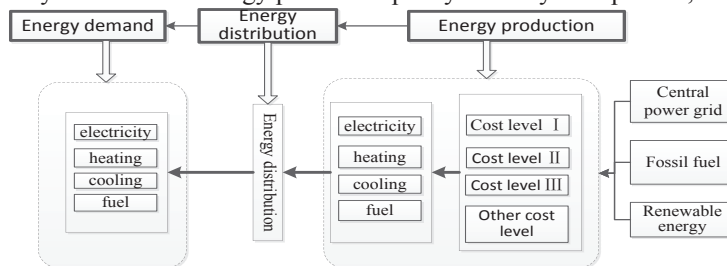 Energy demand
Energy
distribution
Energy production
electricity
heating
cooling
fuel
Energy distribution
electricity
heating
cooling
fuel
Cost level Ⅰ
Cost level Ⅱ
Cost level Ⅲ
Other cost
level
Central
power grid
Fossil fuel
Renewable
energy